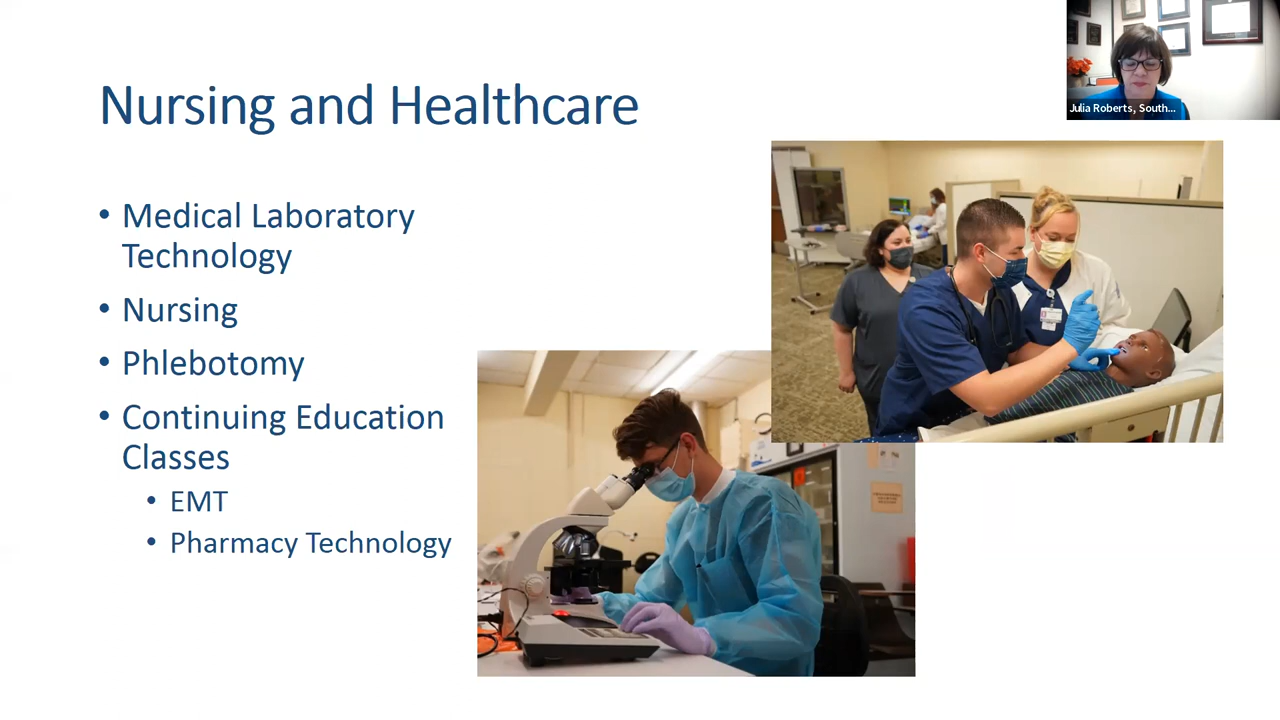 Julia Roberts, South...
Nursing and Healthcare
• Medical Laboratory
Technology
• Nursing
• Phlebotomy
• Continuing Education
Classes
• EMT
• Pharmacy Technology